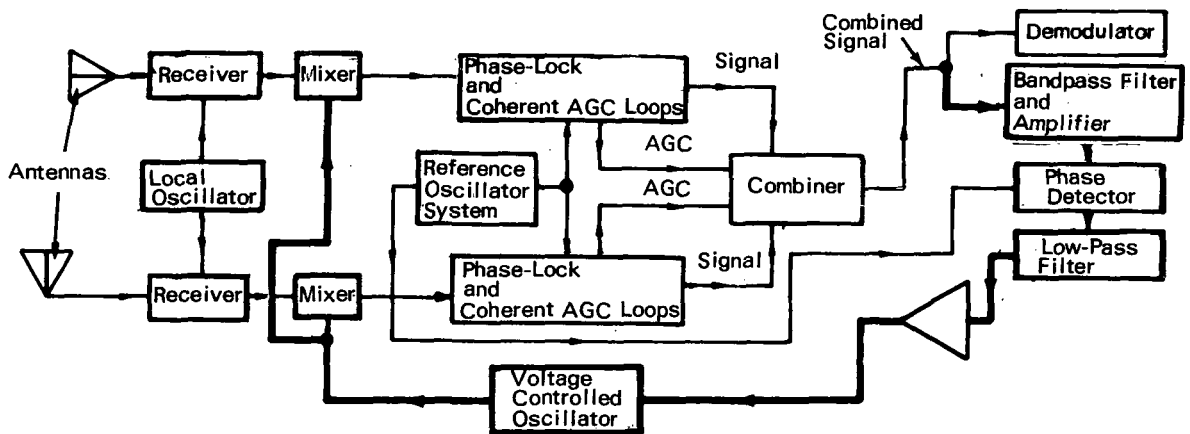 Antennas
Receiver
Mixer
Local
Oscillator
Receiver
Mixer
Phase-Lock
and
Coherent AGC Loops
Signal
AGC
Reference
Oscillator
System
AGC
Combiner
Phase-Lock
and
Coherent AGC Loops
Signal
Combined
Signal
Demodulator
Bandpass Filter
and
Amplifier
Phase
Detector
Low-Pass
Filter
Voltage
Controlled
Oscillator